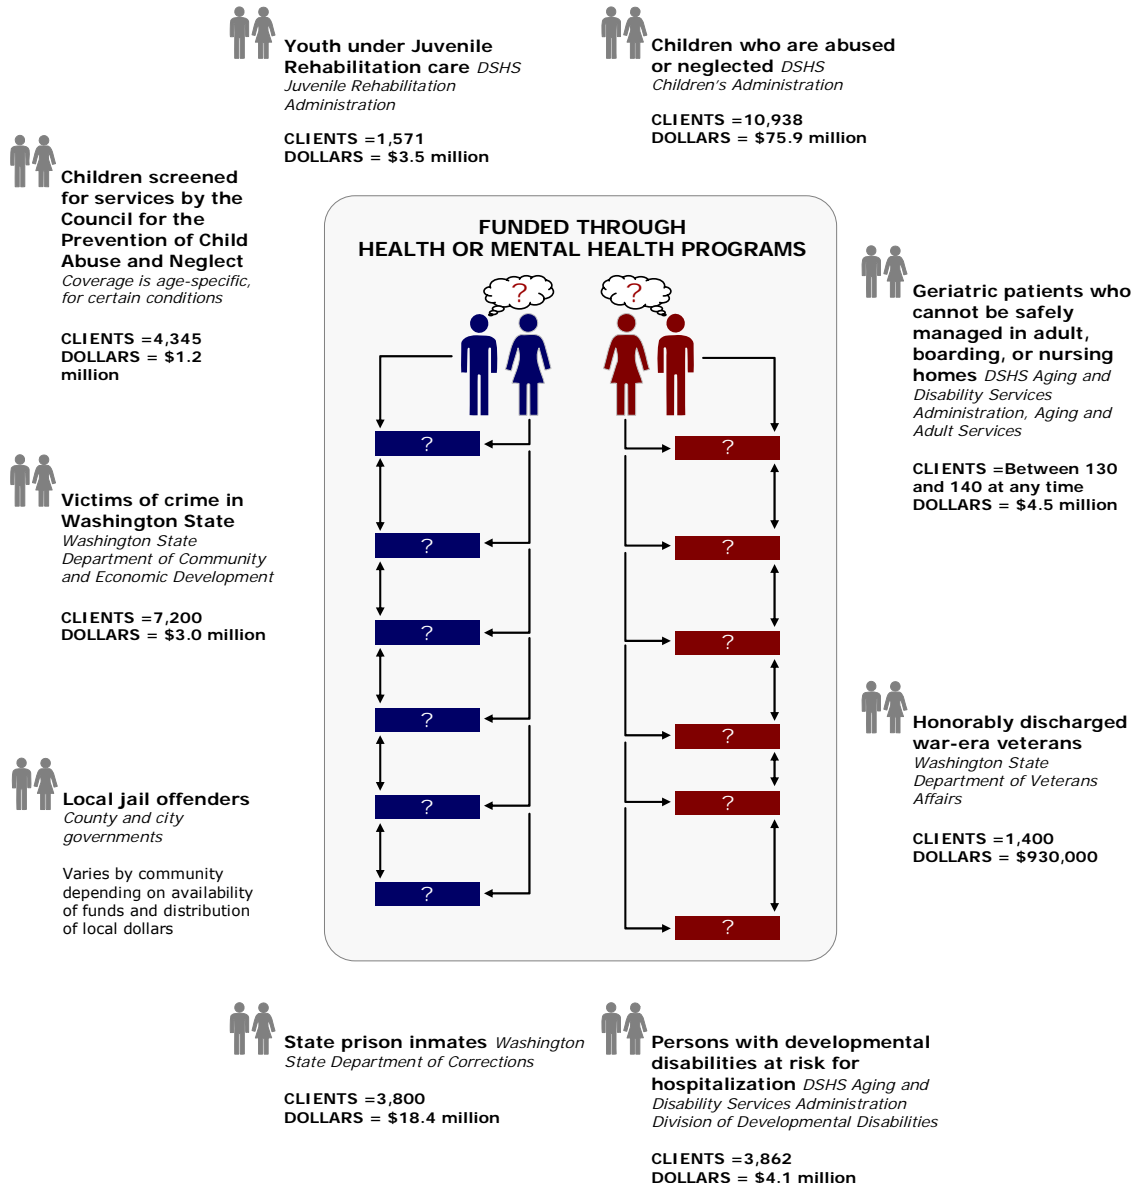 Youth under Juvenile
Rehabilitation care DSHS
Juvenile Rehabilitation
Administration
CLIENTS =1,571
DOLLARS = $3.5 million
Children who are abused
or neglected DSHS
Children's Administration
CLIENTS =10,938
DOLLARS = $75.9 million
Children screened
for services by the
Council for the
Prevention of Child
Abuse and Neglect
Coverage is age-specific,
for certain conditions
CLIENTS =4,345
DOLLARS = $1.2
million
FUNDED THROUGH
HEALTH OR MENTAL HEALTH PROGRAMS
?
?
?
?
?
?
?
?
?
?
?
?
?
?
Geriatric patients who
cannot be safely
managed in adult,
boarding, or nursing
homes DSHS Aging and
Disability Services
Administration, Aging and
Adult Services
CLIENTS =Between 130
and 140 at any time
DOLLARS = $4.5 million
Victims of crime in
Washington State
Washington State
Department of Community
and Economic Development
CLIENTS =7,200
DOLLARS = $3.0 million
Honorably discharged
war-era veterans
Washington State
Department of Veterans
Affairs
CLIENTS =1,400
DOLLARS = $930,000
Local jail offenders
County and city
governments
Varies by community
depending on availability
of funds and distribution
of local dollars
State prison inmates Washington
State Department of Corrections
CLIENTS =3,800
DOLLARS = $18.4 million
Persons with developmental
disabilities at risk for
hospitalization DSHS Aging and
Disability Services Administration
Division of Developmental Disabilities
CLIENTS =3,862
DOLLARS = $4.1 million